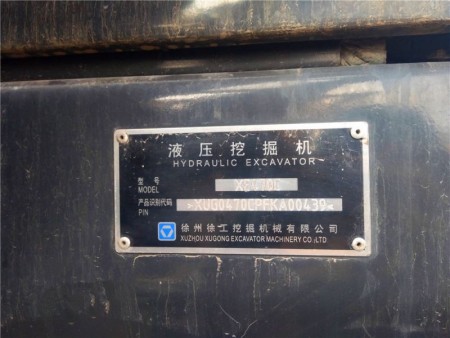 液压挖掘机
HYDRAULIC EXCAVATOR
型号
MODEL
产品识别代码 *XUG0470CPFKA00439*
PIN
徐州徐工挖掘机械有限公司
XUZHOU XUGONG EXCAVATOR MACHINERY CO.,LTD